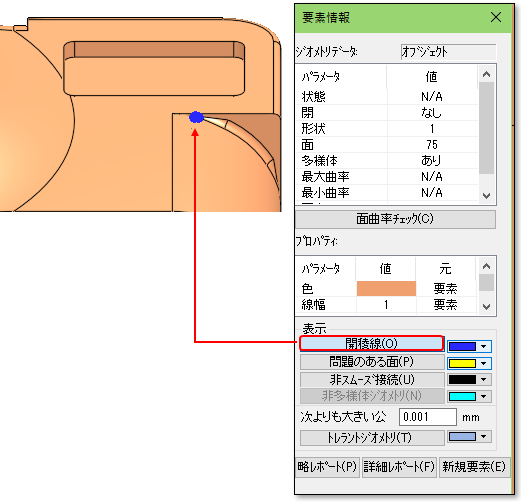 要素情報
ｼﾞｵﾒﾄﾘﾃﾞｰﾀ: ｵﾌﾞｼﾞｪｸﾄ
ﾊﾟﾗﾒｰﾀ 値
状態 N/A
閉 なし
形状 1
面 75
多様体 あり
最大曲率 N/A
最小曲率 N/A
面曲率ﾁｪｯｸ(C)
ﾌﾟﾛﾊﾟﾃｨ:
ﾊﾟﾗﾒｰﾀ 値 元
色 要素
線幅 1 要素
表示
開稜線(O)
問題のある面(P)
非ｽﾑｰｽﾞ接続(U)
非多様体ｼﾞｵﾒﾄﾘ(N)
次よりも大きい公 0.001 mm
ﾄﾚﾗﾝﾄｼﾞｵﾒﾄﾘ(T)
略ﾚﾎﾟｰﾄ(P) 詳細ﾚﾎﾟｰﾄ(F) 新規要素(E)